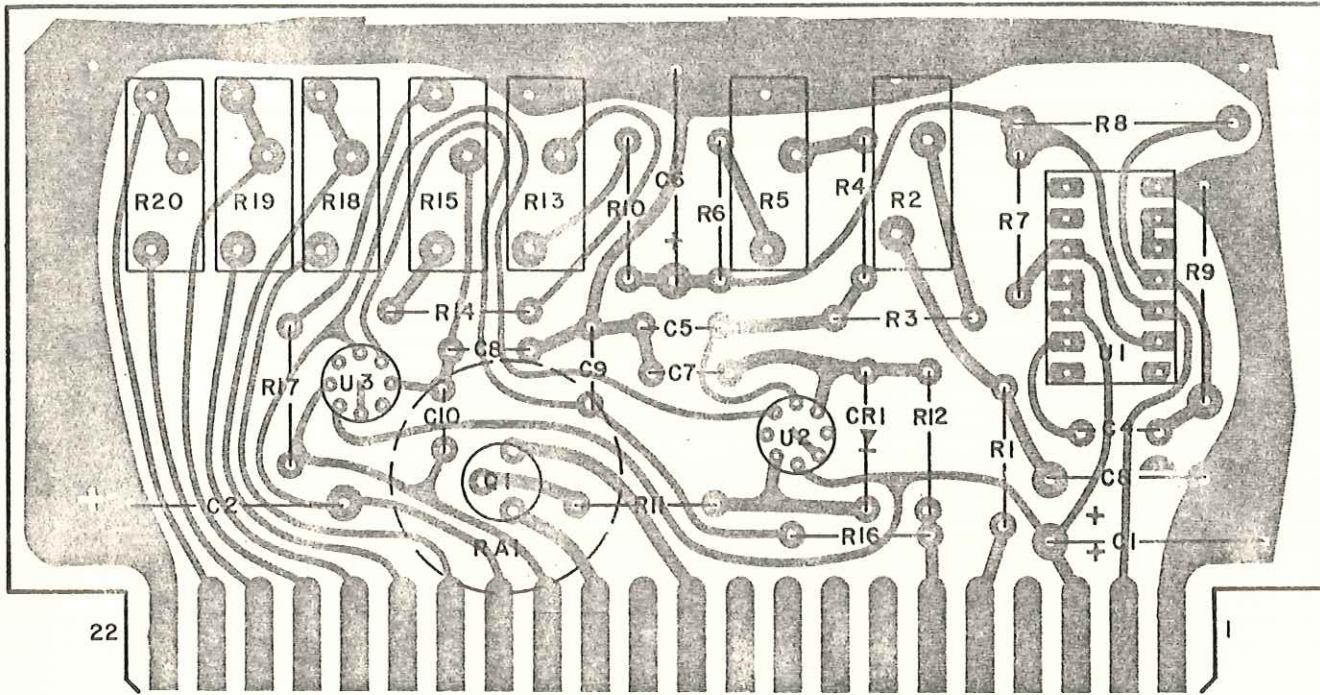 R8
R20
R19
R18
R15
R13
R10
C6
+
R6
R5
R4
R2
R7
R9
R14
C5
R3
U1
C8
R17
U3
C10
C9
C7
CR1
R12
U2
R1
C4
C8
+
C2
+
Q1
R11
R16
+
C1
RA1
22
1